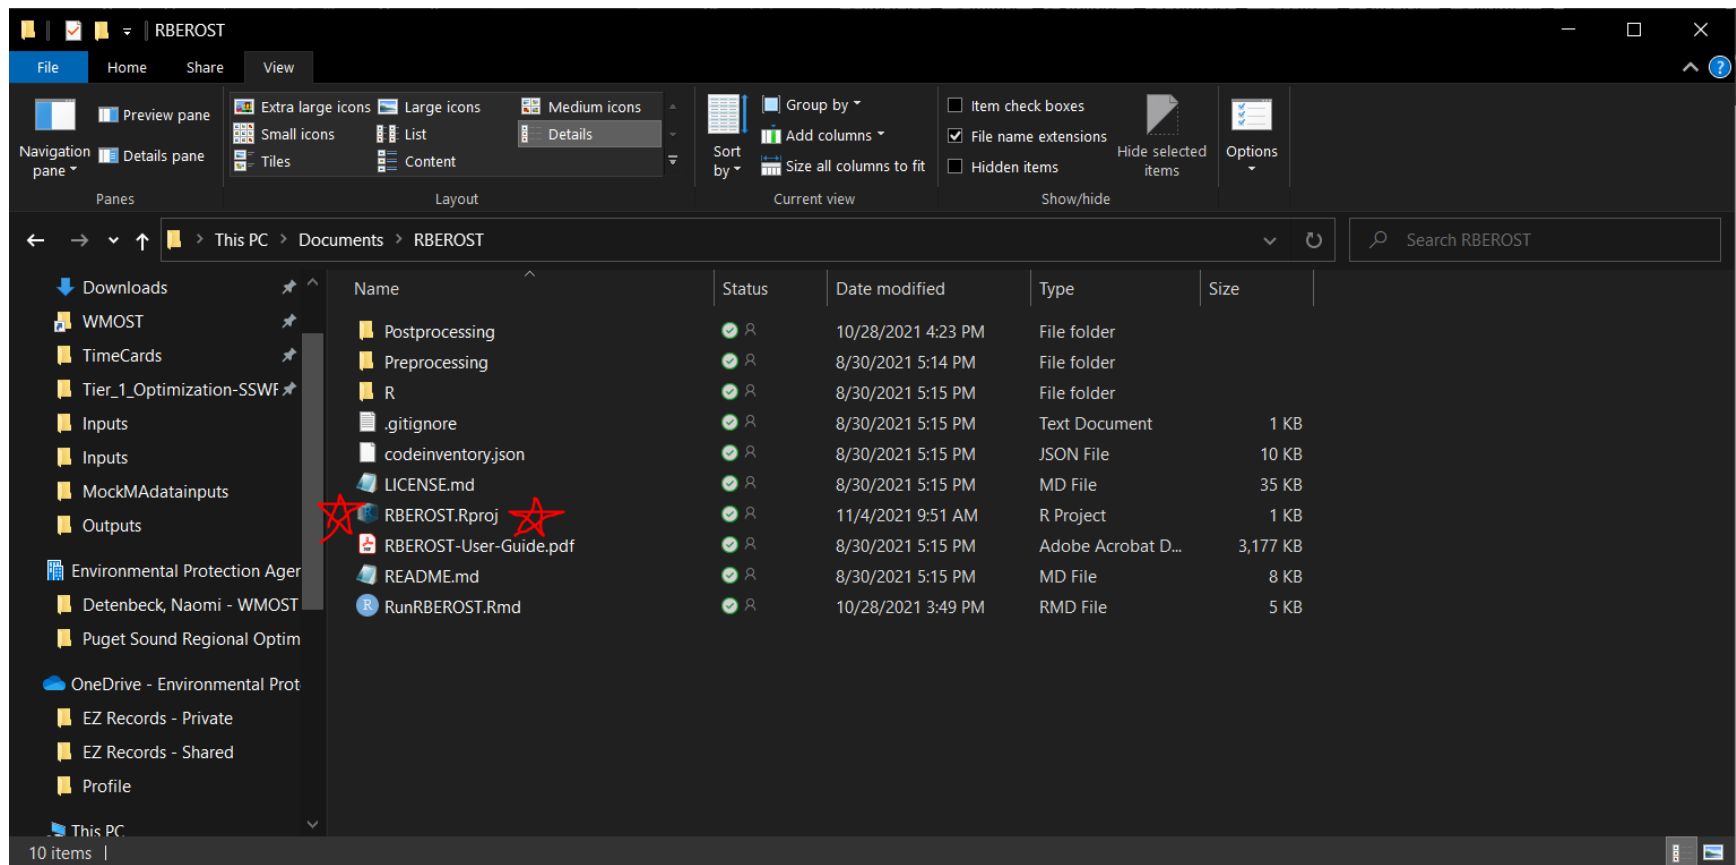 RBEROST
File Home Share View
Preview pane
Details pane
Navigation pane
Panes
Extra large icons Large icons Medium icons
Small icons List Details
Tiles Content
Layout
Sort by
Group by
Add columns
Size all columns to fit
Current view
Item check boxes
File name extensions
Hidden items
Hide selected items
Show/hide
Options
This PC > Documents > RBEROST
Search RBEROST
Downloads
WMOST
TimeCards
Tier_1_Optimization-SSWF
Inputs
Inputs
MockMAdatainputs
Outputs
Environmental Protection Ager
Detenbeck, Naomi - WMOST
Puget Sound Regional Optim
OneDrive - Environmental Prot
EZ Records - Private
EZ Records - Shared
Profile
This PC
Name Status Date modified Type Size
Postprocessing 10/28/2021 4:23 PM File folder
Preprocessing 8/30/2021 5:14 PM File folder
R 8/30/2021 5:15 PM File folder
.gitignore 8/30/2021 5:15 PM Text Document 1 KB
codeinventory.json 8/30/2021 5:15 PM JSON File 10 KB
LICENSE.md 8/30/2021 5:15 PM MD File 35 KB
RBEROST.Rproj 11/4/2021 9:51 AM R Project 1 KB
RBEROST-User-Guide.pdf 8/30/2021 5:15 PM Adobe Acrobat D... 3,177 KB
README.md 8/30/2021 5:15 PM MD File 8 KB
RunRBEROST.Rmd 10/28/2021 3:49 PM RMD File 5 KB
10 items